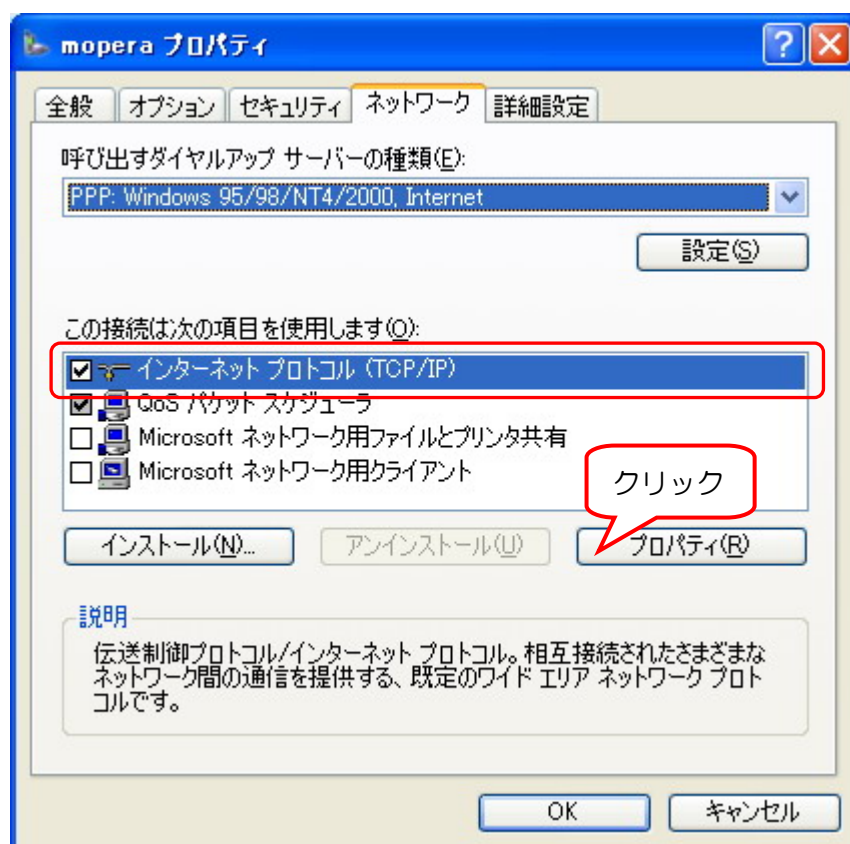 mopera プロパティ
全般 オプション セキュリティ ネットワーク 詳細設定
呼び出すダイヤルアップ サーバーの種類(E):
PPP: Windows 95/98/NT4/2000, Internet
設定(S)
この接続は次の項目を使用します(O):
インターネット プロトコル (TCP/IP)
QoS パケット スケジューラ
Microsoft ネットワーク用ファイルとプリンタ共有
Microsoft ネットワーク用クライアント
クリック
インストール(N)... アンインストール(U) プロパティ(R)
説明
伝送制御プロトコル/インターネット プロトコル。相互接続されたさまざまな
ネットワーク間の通信を提供する、既定のワイド エリア ネットワーク プロト
コルです。
OK キャンセル